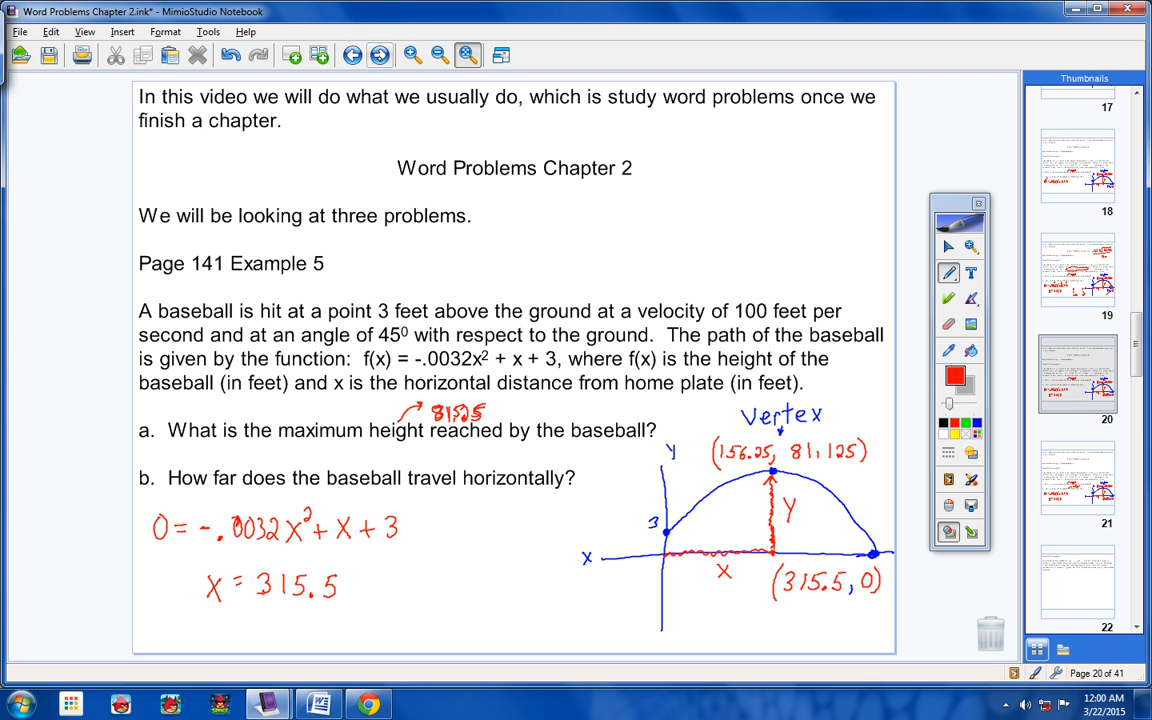 Word Problems Chapter 2.ink* - MimioStudio Notebook
File Edit View Insert Format Tools Help
In this video we will do what we usually do, which is study word problems once we
finish a chapter.
Word Problems Chapter 2
We will be looking at three problems.
Page 141 Example 5
A baseball is hit at a point 3 feet above the ground at a velocity of 100 feet per
second and at an angle of 45⁰ with respect to the ground. The path of the baseball
is given by the function: f(x) = -.0032x² + x + 3, where f(x) is the height of the
baseball (in feet) and x is the horizontal distance from home plate (in feet).
a. What is the maximum height reached by the baseball?
b. How far does the baseball travel horizontally?
0 = -.0032x² + x + 3
x = 315.5
Vertex
(156.25, 81.125)
y
3
Y
x
x
(315.5, 0)
Thumbnails
17
18
19
20
21
22
T
Page 20 of 41
12:00 AM
3/22/2015